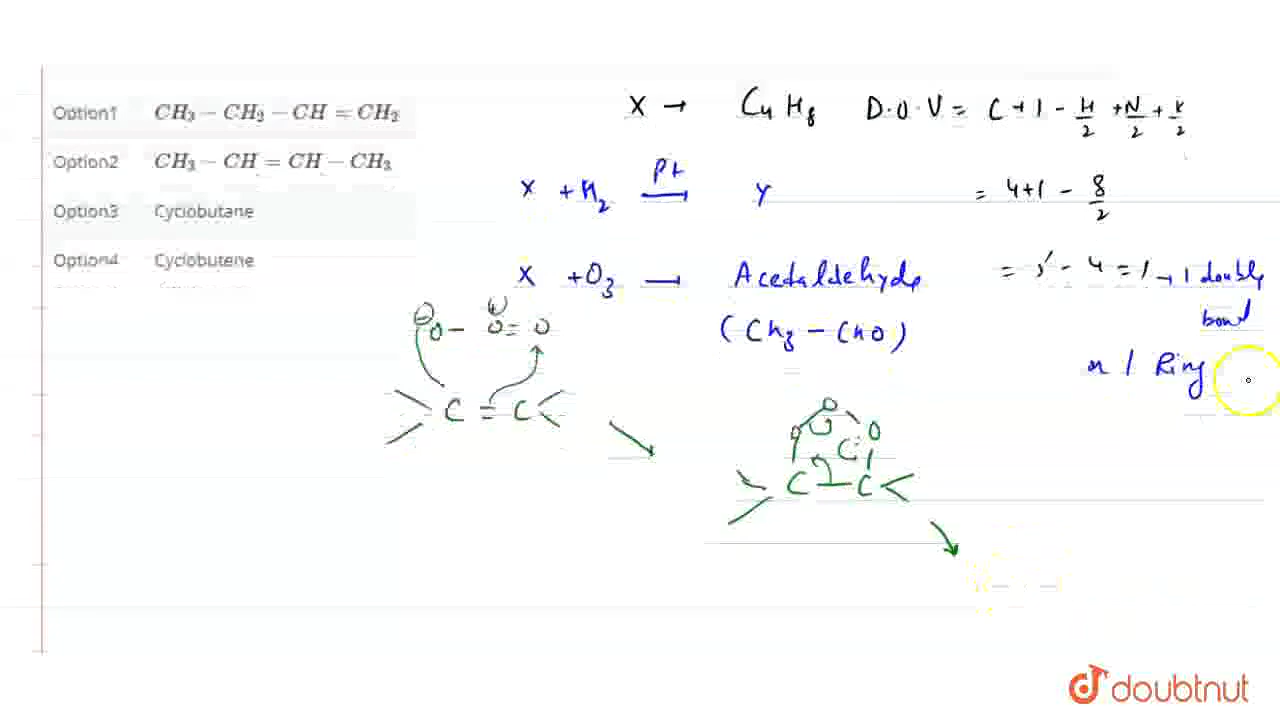 Option1 CH₃ − CH₂ − CH = CH₂
Option2 CH₃ − CH = CH − CH₃
Option3 Cyclobutane
Option4 Cyclobutene
X → C₄H₈ D.O.V = C + 1 - H/2 + N/2 + X/2
= 4+1 - 8/2
= 5 - 4 = 1 → 1 double
bond
or 1 Ring
X + H₂ Pt → Y
X + O₃ → Acetaldehyde
(CH₃ - CHO)
⊖O - O = O
C = C
O
O O
C - C
doubtnut